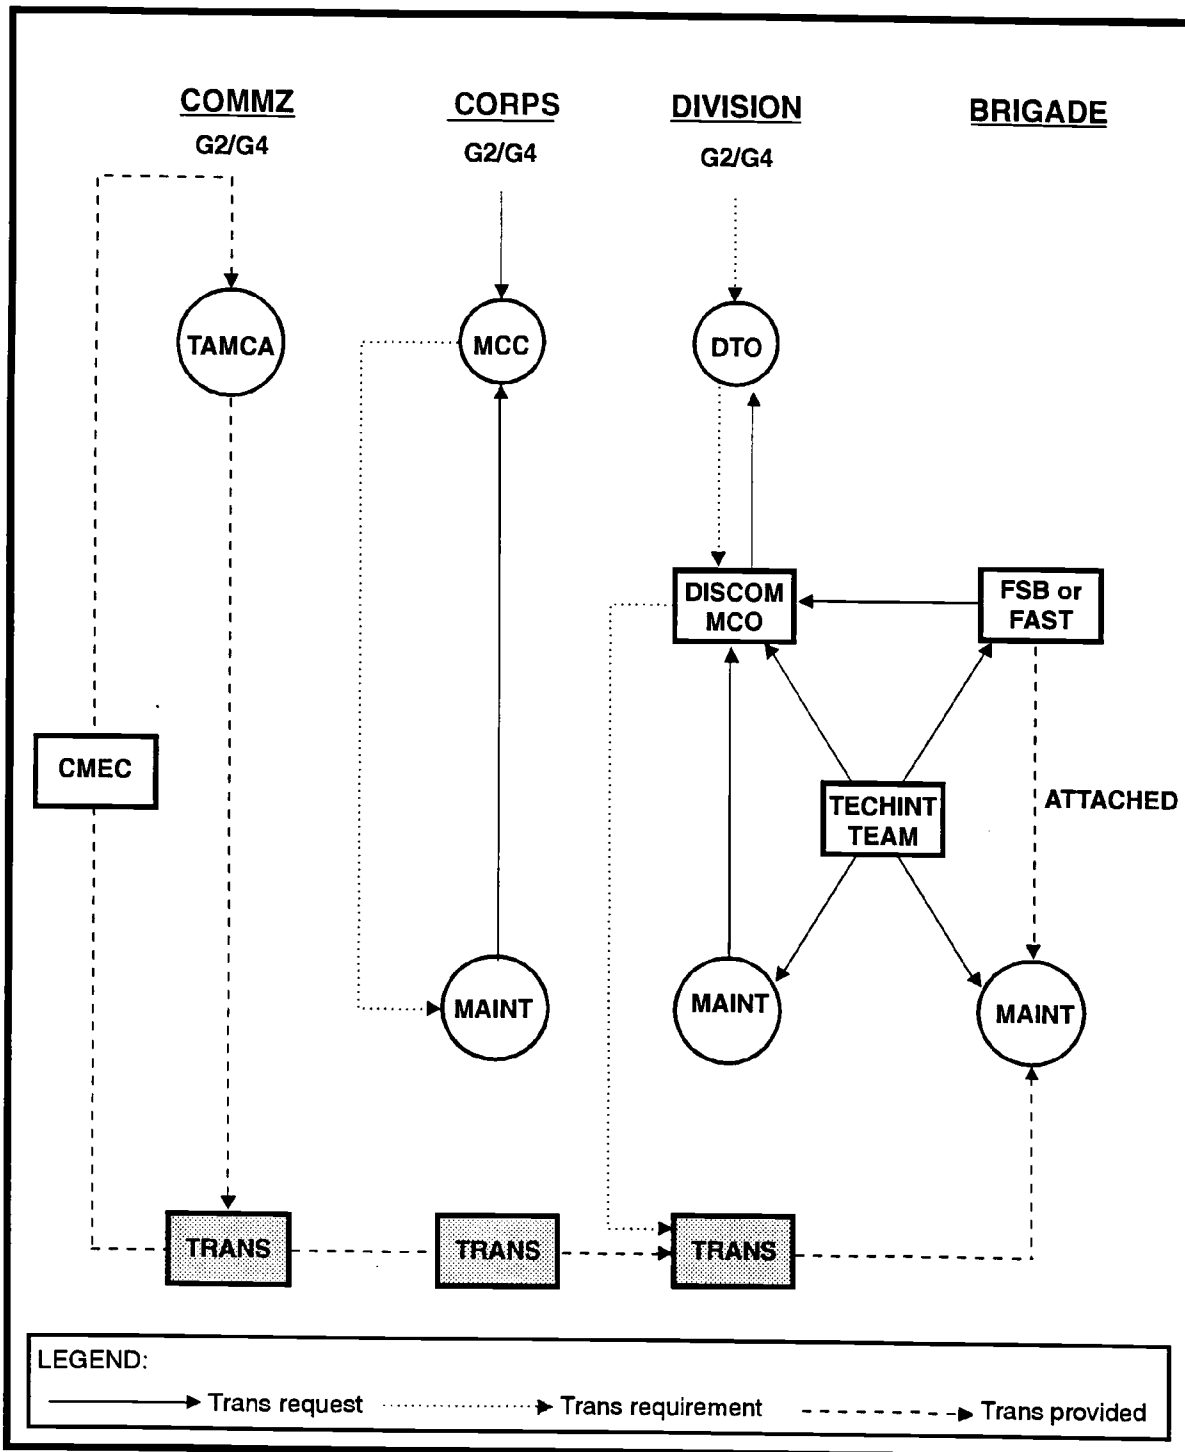 COMMZ
CORPS
DIVISION
BRIGADE
G2/G4
G2/G4
G2/G4
TAMCA
MCC
DTO
DISCOM
MCO
FSB or
FAST
CMEC
TECHINT
TEAM
ATTACHED
MAINT
MAINT
MAINT
TRANS
TRANS
TRANS
LEGEND:
Trans request
Trans requirement
Trans provided